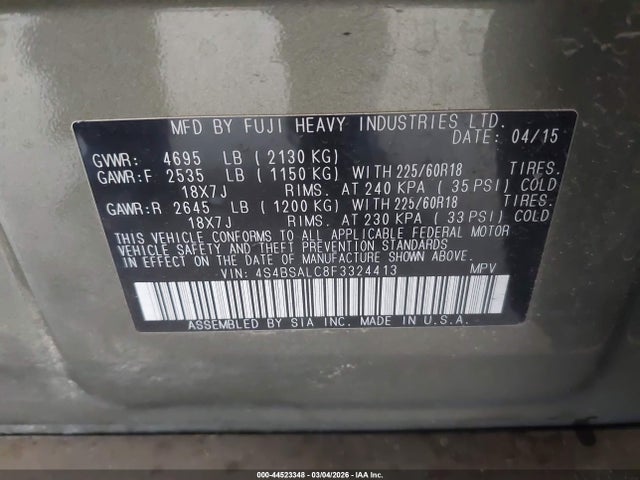 MFD BY FUJI HEAVY INDUSTRIES LTD.
DATE: 04/15
GVWR: 4695 LB (2130 KG)
GAWR:F 2535 LB (1150 KG) WITH 225/60R18 TIRES.
18X7J RIMS. AT 240 KPA (35 PSI) COLD
GAWR:R 2645 LB (1200 KG) WITH 225/60R18 TIRES.
18X7J RIMS. AT 230 KPA (33 PSI) COLD
THIS VEHICLE CONFORMS TO ALL APPLICABLE FEDERAL MOTOR
VEHICLE SAFETY AND THEFT PREVENTION STANDARDS
IN EFFECT ON THE DATE OF MANUFACTURE SHOWN ABOVE.
VIN: 4S4BSALC8F3324413 MPV
ASSEMBLED BY SIA INC. MADE IN U.S.A.
000-44523348 - 03/04/2026 - IAA Inc.